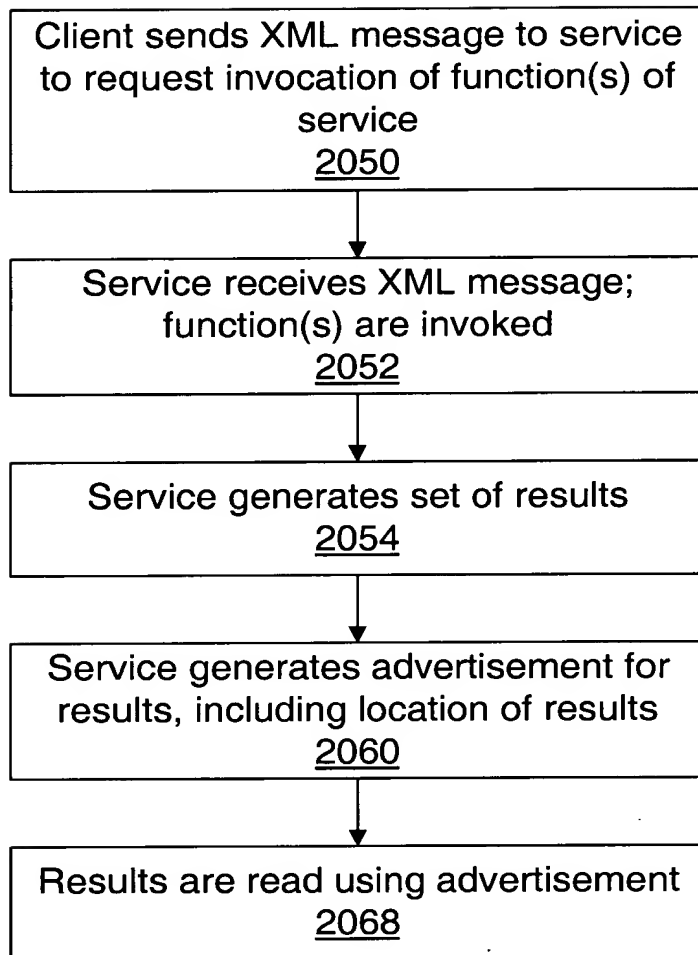 Client sends XML message to service
to request invocation of function(s) of
service
2050
Service receives XML message;
function(s) are invoked
2052
Service generates set of results
2054
Service generates advertisement for
results, including location of results
2060
Results are read using advertisement
2068